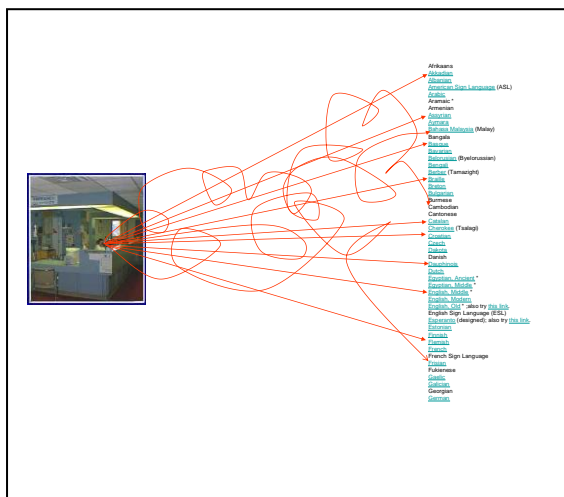 Afrikaans
Akkadian
Albanian
American Sign Language (ASL)
Arabic
Aramaic *
Armenian
Assyrian
Aymara
Bahasa Malaysia (Malay)
Bangala
Basque
Bavarian
Belorusian (Byelorussian)
Bengali
Berber (Tamazight)
Braille
Breton
Bulgarian
Burmese
Cambodian
Cantonese
Catalan
Cherokee (Tsalagi)
Croatian
Czech
Dakota
Danish
Dauphinois
Dutch
Egyptian, Ancient *
Egyptian, Middle *
English, Middle *
English, Modern
English, Old * ;also try this link.
English Sign Language (ESL)
Esperanto (designed); also try this link.
Estonian
Finnish
Flemish
French
French Sign Language
Frisian
Fukienese
Gaelic
Galician
Georgian
German